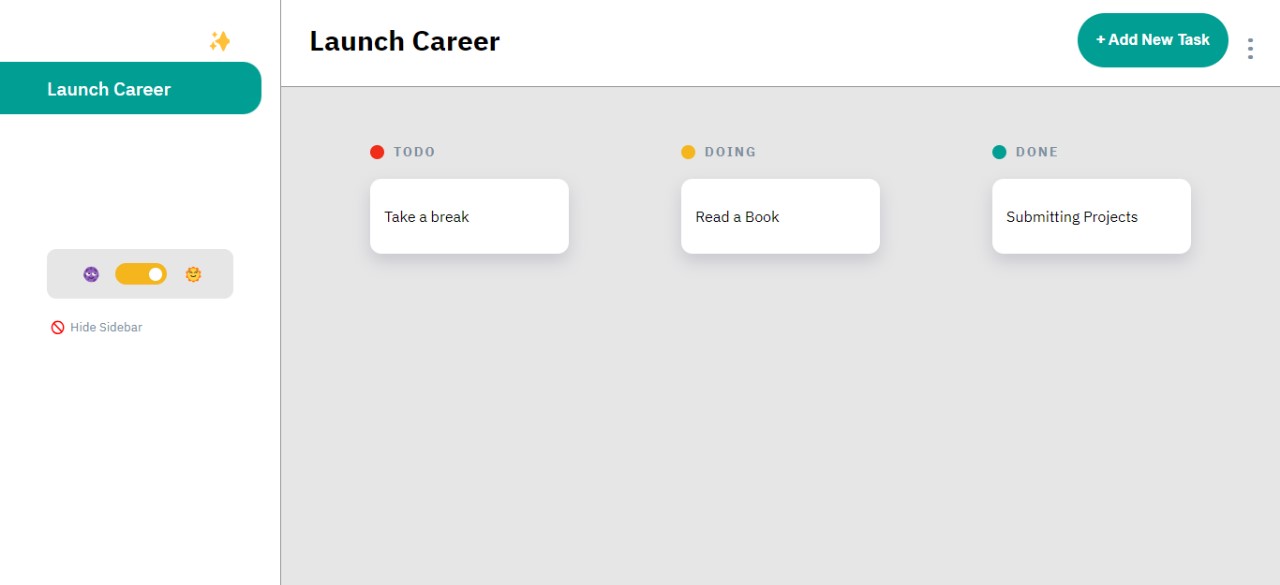 Launch Career
Hide Sidebar
Launch Career
+ Add New Task
TODO
Take a break
DOING
Read a Book
DONE
Submitting Projects